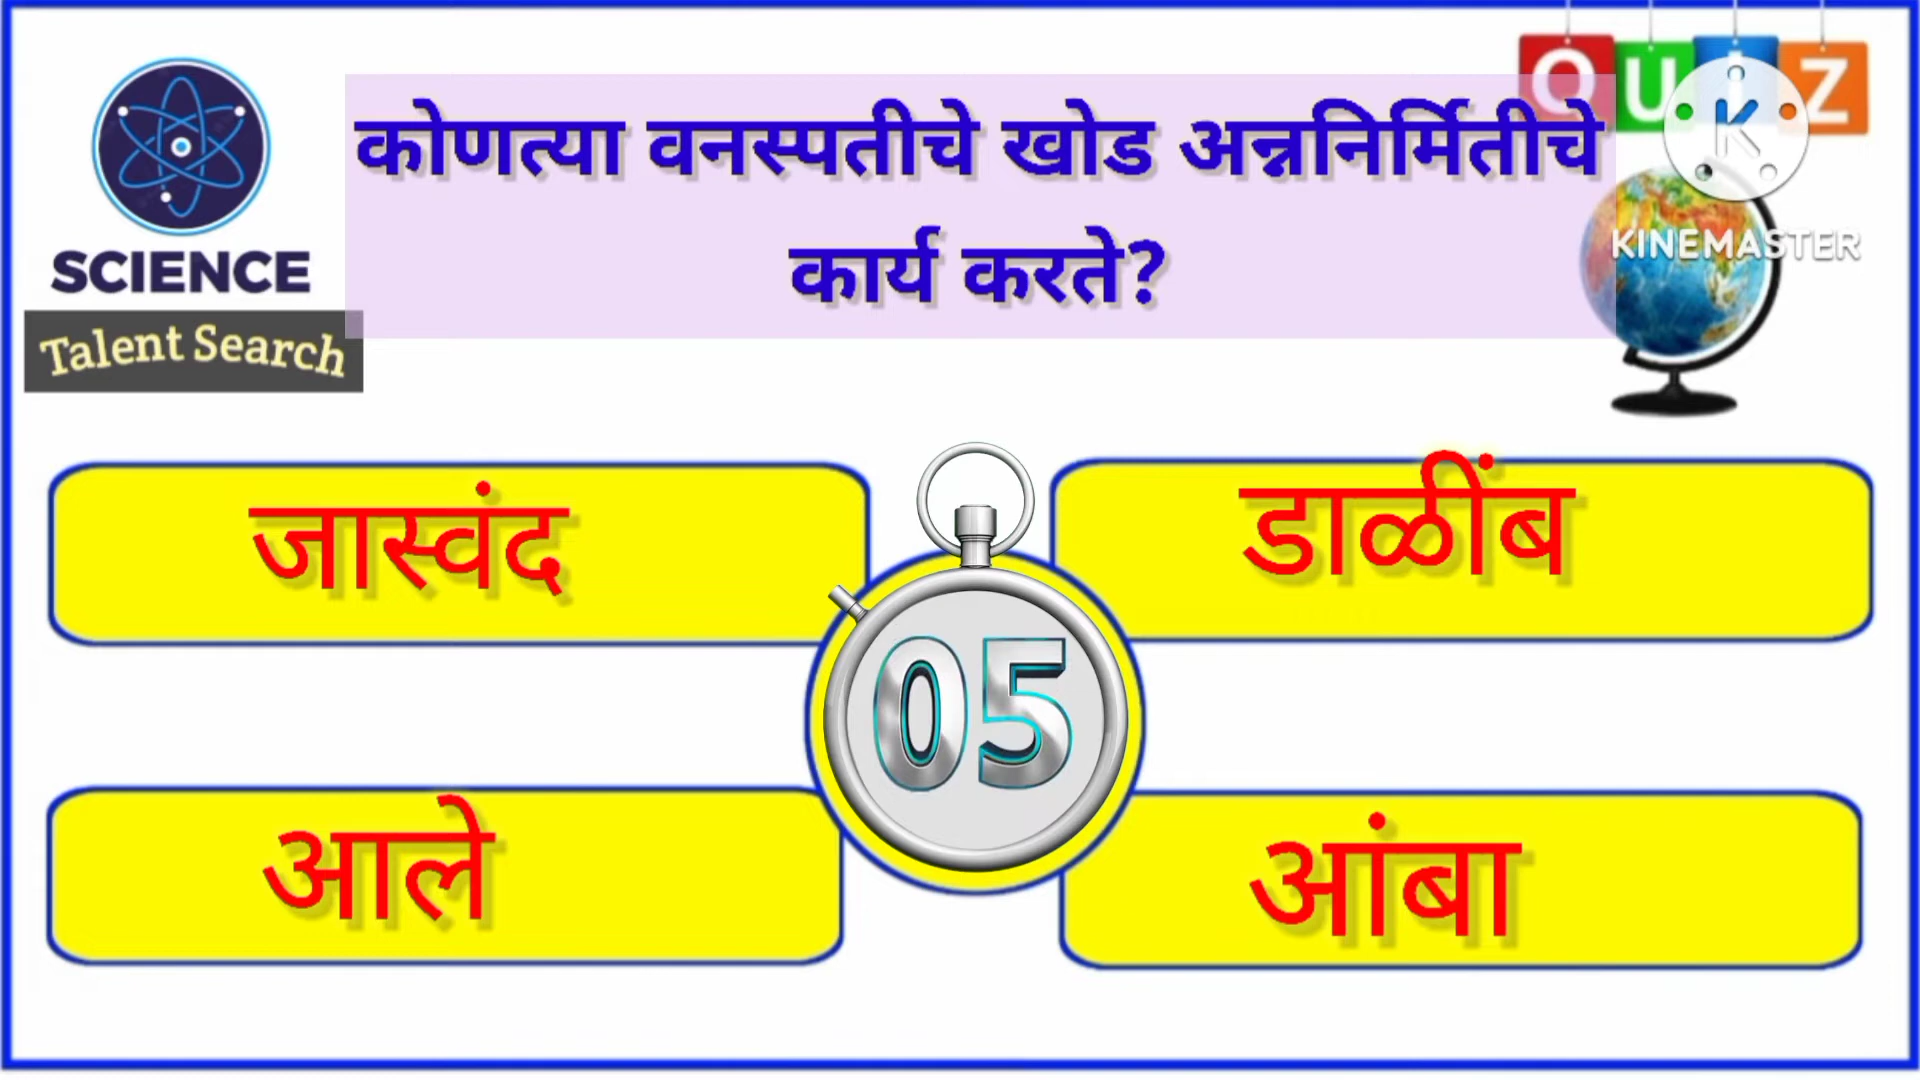 QUIZ
कोणत्या वनस्पतीचे खोड अन्ननिर्मितीचे
कार्य करते?
K
KINEMASTER
SCIENCE
Talent Search
जास्वंद
डाळींब
05
आले
आंबा